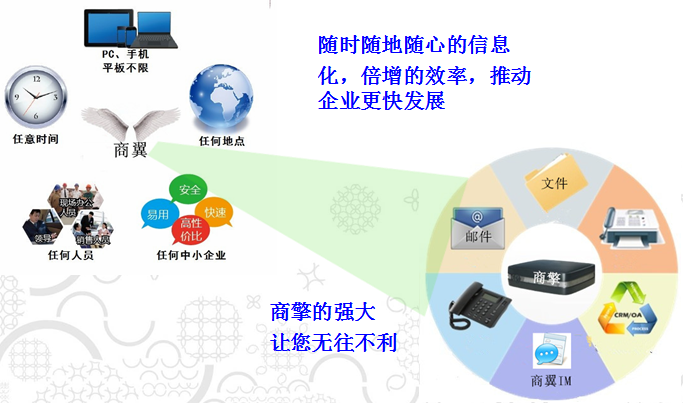 PC、手机
平板不限
随时随地随心的信息
化，倍增的效率，推动
企业更快发展
任意时间
商翼
任何地点
现场办公
人员
领导
销售人员
任何人员
安全
易用
快速
高性
价比
任何中小企业
文件
邮件
商擎
CRM/OA
商翼IM
商擎的强大
让您无往不利